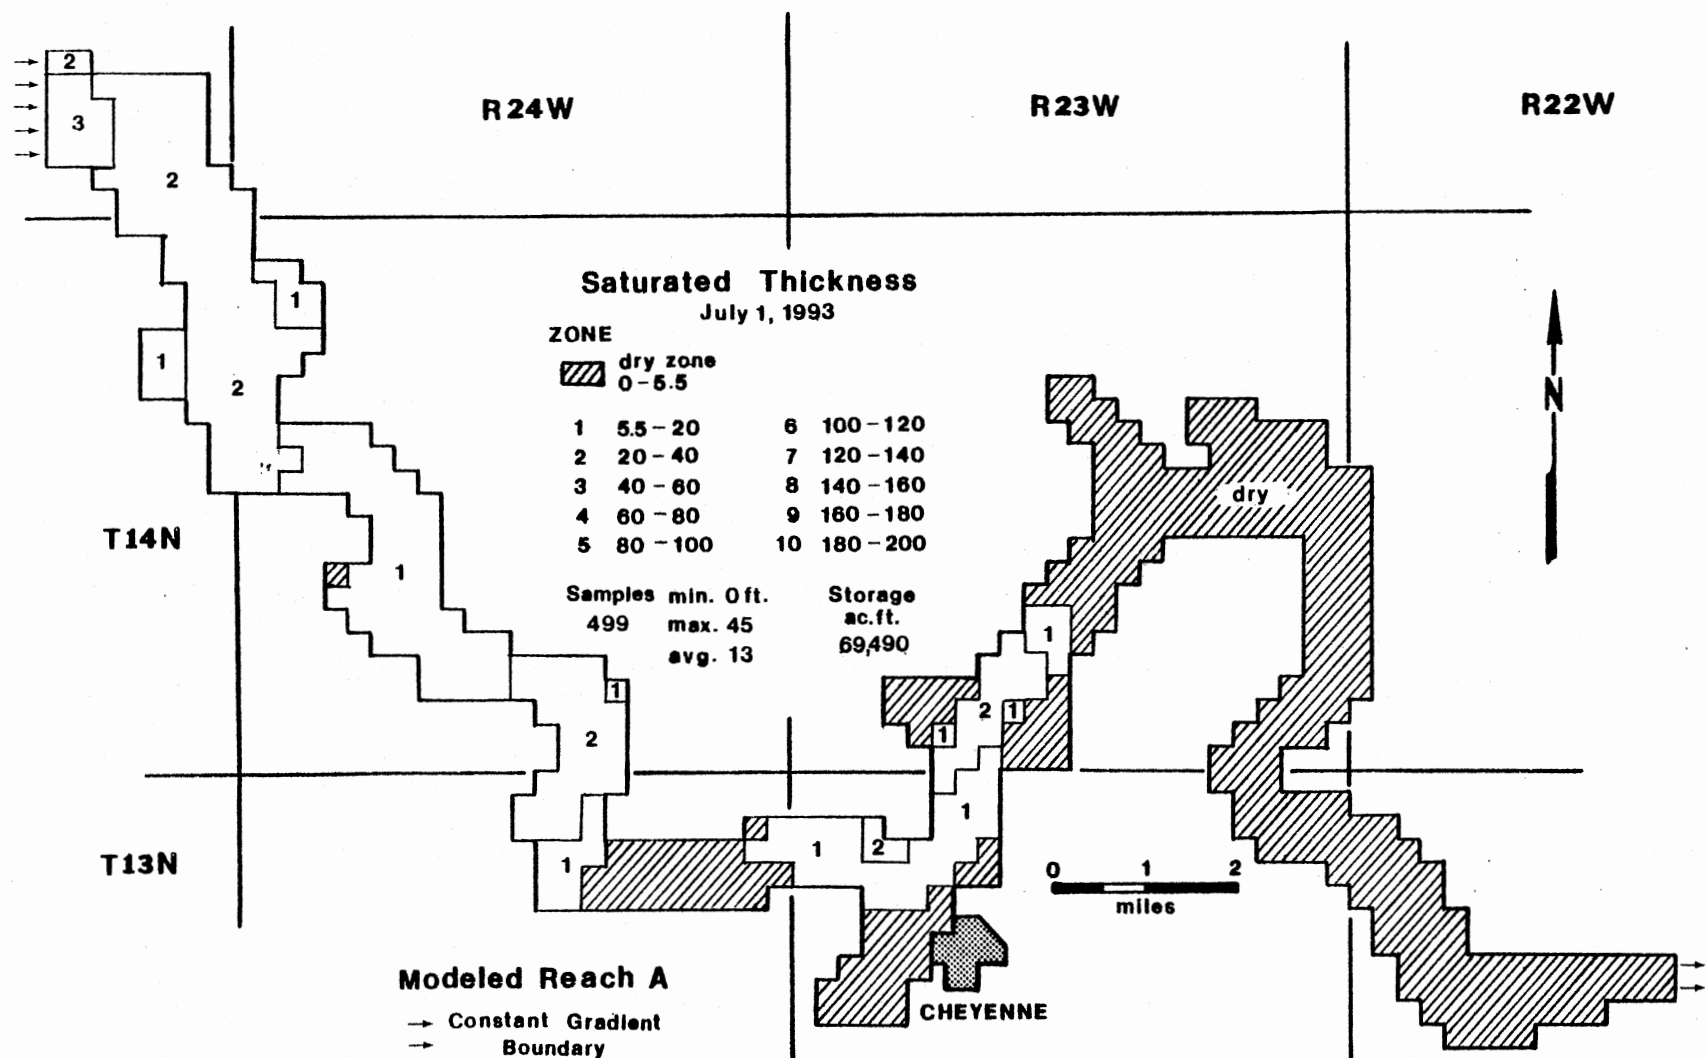 R24W
R23W
R22W
2
3
2
Saturated Thickness
July 1, 1993
ZONE
dry zone
0-5.5
1 5.5-20 6 100-120
2 20-40 7 120-140
3 40-60 8 140-160
4 60-80 9 160-180
5 80-100 10 180-200
Samples min. 0ft. Storage
499 max. 45 ac.ft.
avg. 13 69,490
1
1
2
N
dry
T14N
1
1
1
2
2
1
1
1
T13N
1
1
2
0 1 2
miles
Modeled Reach A
CHEYENNE
→ Constant Gradient
→ Boundary